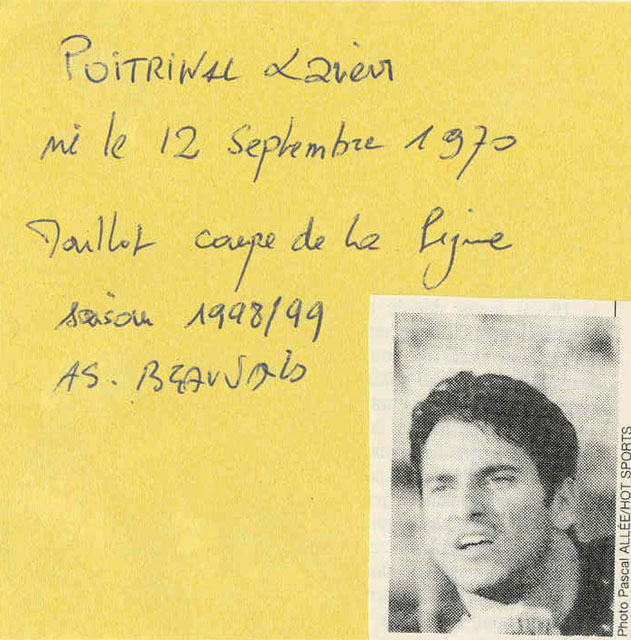 POITRINAL Xavier
né le 12 Septembre 1970
Maillot coupe de la ligue
saison 1998/99
AS. BEAUVAIS
Photo Pascal ALLÉE/HOT SPORTS